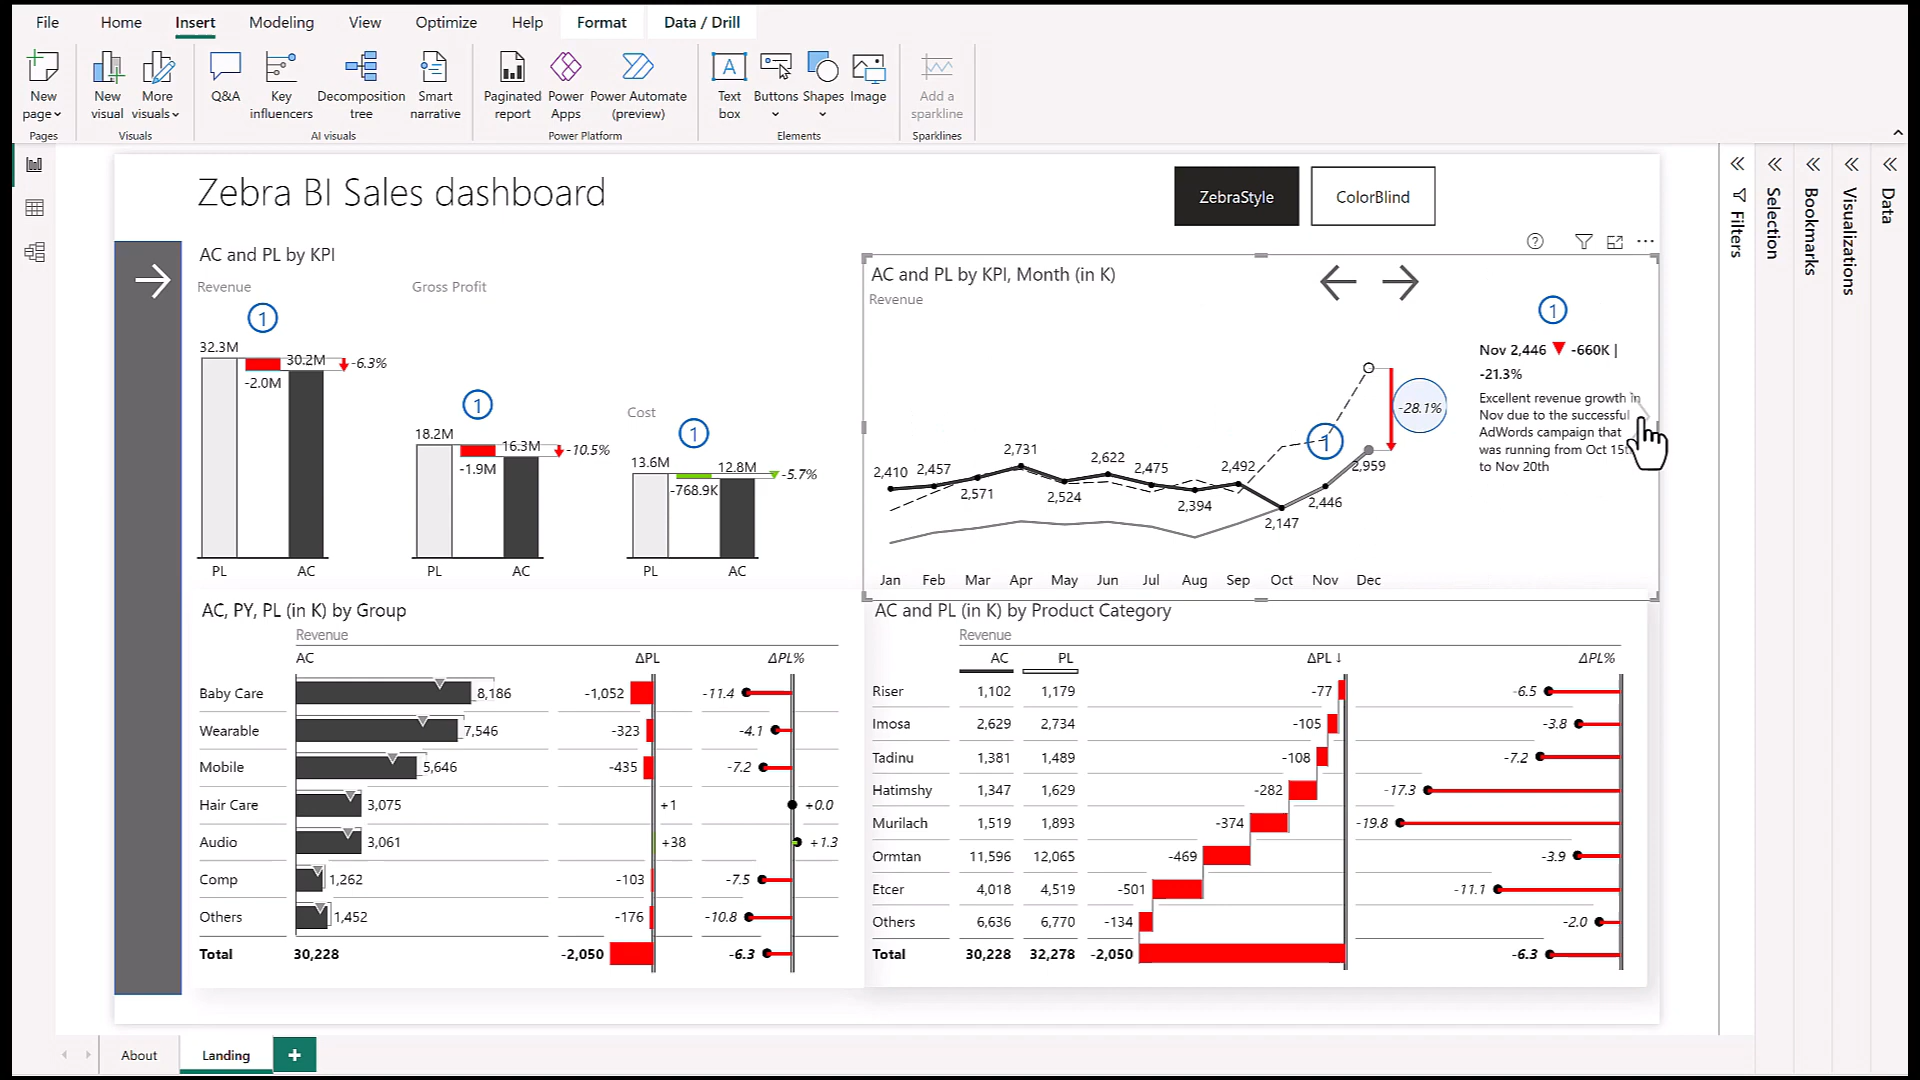 File Home Insert Modeling View Optimize Help Format Data / Drill
New page
New visual
More visuals
Q&A
Key influencers
Decomposition tree
Smart narrative
Paginated report
Power Apps
Power Automate (preview)
Text box
Buttons
Shapes
Image
Add a sparkline
Pages Visuals AI visuals Power Platform Elements Sparklines
Zebra BI Sales dashboard
ZebraStyle
ColorBlind
Filters
Selection
Bookmarks
Visualizations
Data
AC and PL by KPI
Revenue
1
32.3M
30.2M
-6.3%
-2.0M
PL AC
Gross Profit
1
18.2M
16.3M
-10.5%
-1.9M
PL AC
Cost
1
13.6M
12.8M
-5.7%
-768.9K
PL AC
AC and PL by KPI, Month (in K)
Revenue
2,410 2,457 2,571 2,731 2,524 2,622 2,475 2,394 2,492 2,147 2,446 2,959
1
-28.1%
Jan Feb Mar Apr May Jun Jul Aug Sep Oct Nov Dec
1
Nov 2,446 ▼ -660K |
-21.3%
Excellent revenue growth in
Nov due to the successful
AdWords campaign that
was running from Oct 15th
to Nov 20th
AC, PY, PL (in K) by Group
Revenue
AC ΔPL ΔPL%
Baby Care 8,186 -1,052 -11.4
Wearable 7,546 -323 -4.1
Mobile 5,646 -435 -7.2
Hair Care 3,075 +1 +0.0
Audio 3,061 +38 +1.3
Comp 1,262 -103 -7.5
Others 1,452 -176 -10.8
Total 30,228 -2,050 -6.3
AC and PL (in K) by Product Category
Revenue
AC PL ΔPL ↓ ΔPL%
Riser 1,102 1,179 -77 -6.5
Imosa 2,629 2,734 -105 -3.8
Tadinu 1,381 1,489 -108 -7.2
Hatimshy 1,347 1,629 -282 -17.3
Murilach 1,519 1,893 -374 -19.8
Ormtan 11,596 12,065 -469 -3.9
Etcer 4,018 4,519 -501 -11.1
Others 6,636 6,770 -134 -2.0
Total 30,228 32,278 -2,050 -6.3
About Landing +